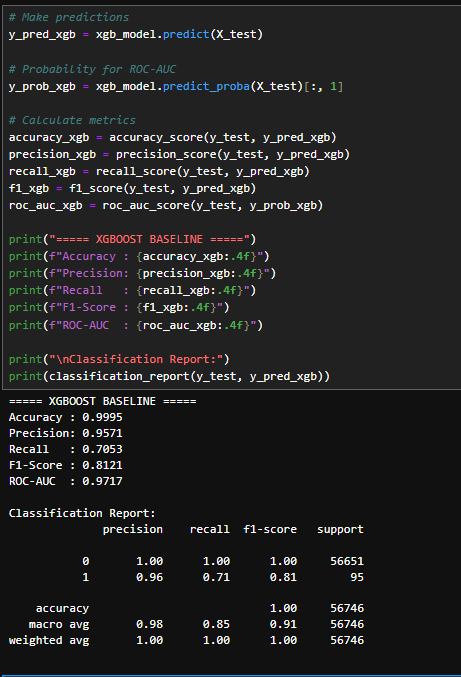 # Make predictions
y_pred_xgb = xgb_model.predict(X_test)
# Probability for ROC-AUC
y_prob_xgb = xgb_model.predict_proba(X_test)[:, 1]
# Calculate metrics
accuracy_xgb = accuracy_score(y_test, y_pred_xgb)
precision_xgb = precision_score(y_test, y_pred_xgb)
recall_xgb = recall_score(y_test, y_pred_xgb)
f1_xgb = f1_score(y_test, y_pred_xgb)
roc_auc_xgb = roc_auc_score(y_test, y_prob_xgb)
print("===== XGBOOST BASELINE =====")
print(f"Accuracy : {accuracy_xgb:.4f}")
print(f"Precision: {precision_xgb:.4f}")
print(f"Recall   : {recall_xgb:.4f}")
print(f"F1-Score : {f1_xgb:.4f}")
print(f"ROC-AUC  : {roc_auc_xgb:.4f}")
print("\nClassification Report:")
print(classification_report(y_test, y_pred_xgb))
===== XGBOOST BASELINE =====
Accuracy : 0.9995
Precision: 0.9571
Recall   : 0.7053
F1-Score : 0.8121
ROC-AUC  : 0.9717
Classification Report:
precision    recall  f1-score   support
0       1.00      1.00      1.00     56651
1       0.96      0.71      0.81        95
accuracy                           1.00     56746
macro avg       0.98      0.85      0.91     56746
weighted avg       1.00      1.00      1.00     56746